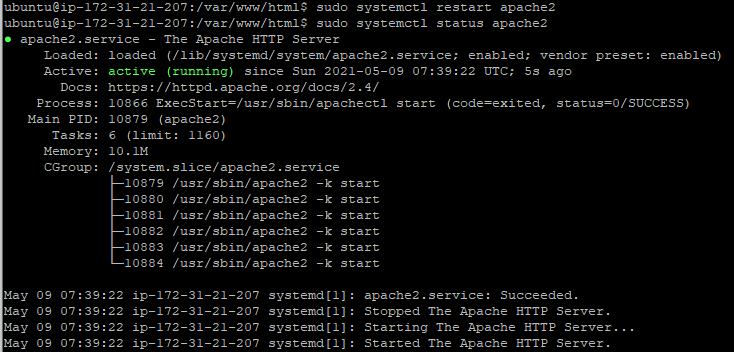 ubuntu@ip-172-31-21-207:/var/www/html$ sudo systemctl restart apache2
ubuntu@ip-172-31-21-207:/var/www/html$ sudo systemctl status apache2
● apache2.service - The Apache HTTP Server
     Loaded: loaded (/lib/systemd/system/apache2.service; enabled; vendor preset: enabled)
     Active: active (running) since Sun 2021-05-09 07:39:22 UTC; 5s ago
       Docs: https://httpd.apache.org/docs/2.4/
    Process: 10866 ExecStart=/usr/sbin/apachectl start (code=exited, status=0/SUCCESS)
   Main PID: 10879 (apache2)
      Tasks: 6 (limit: 1160)
     Memory: 10.1M
     CGroup: /system.slice/apache2.service
             ├─10879 /usr/sbin/apache2 -k start
             ├─10880 /usr/sbin/apache2 -k start
             ├─10881 /usr/sbin/apache2 -k start
             ├─10882 /usr/sbin/apache2 -k start
             ├─10883 /usr/sbin/apache2 -k start
             └─10884 /usr/sbin/apache2 -k start

May 09 07:39:22 ip-172-31-21-207 systemd[1]: apache2.service: Succeeded.
May 09 07:39:22 ip-172-31-21-207 systemd[1]: Stopped The Apache HTTP Server.
May 09 07:39:22 ip-172-31-21-207 systemd[1]: Starting The Apache HTTP Server...
May 09 07:39:22 ip-172-31-21-207 systemd[1]: Started The Apache HTTP Server.